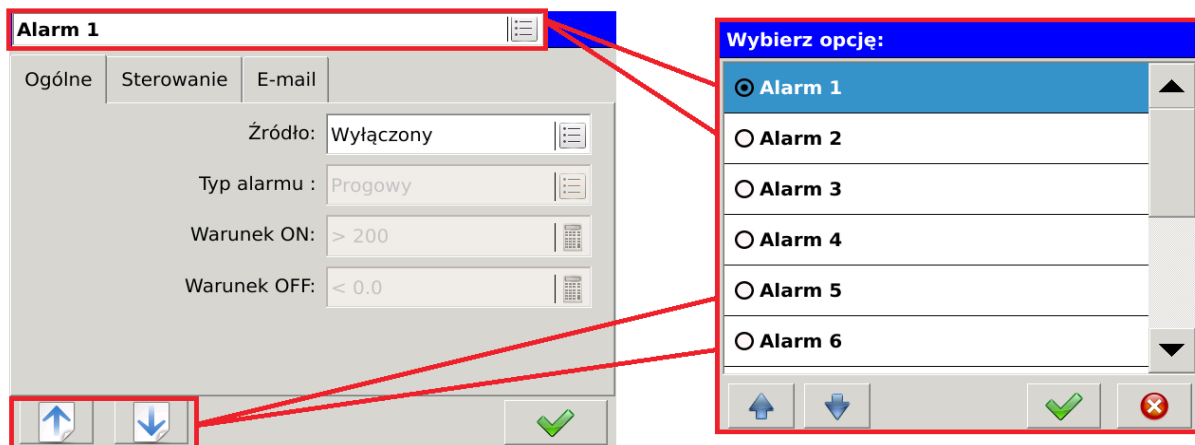 Alarm 1
Ogólne Sterowanie E-mail
Źródło: Wyłączony
Typ alarmu : Progowy
Warunek ON: > 200
Warunek OFF: < 0.0
Wybierz opcję:
Alarm 1
Alarm 2
Alarm 3
Alarm 4
Alarm 5
Alarm 6